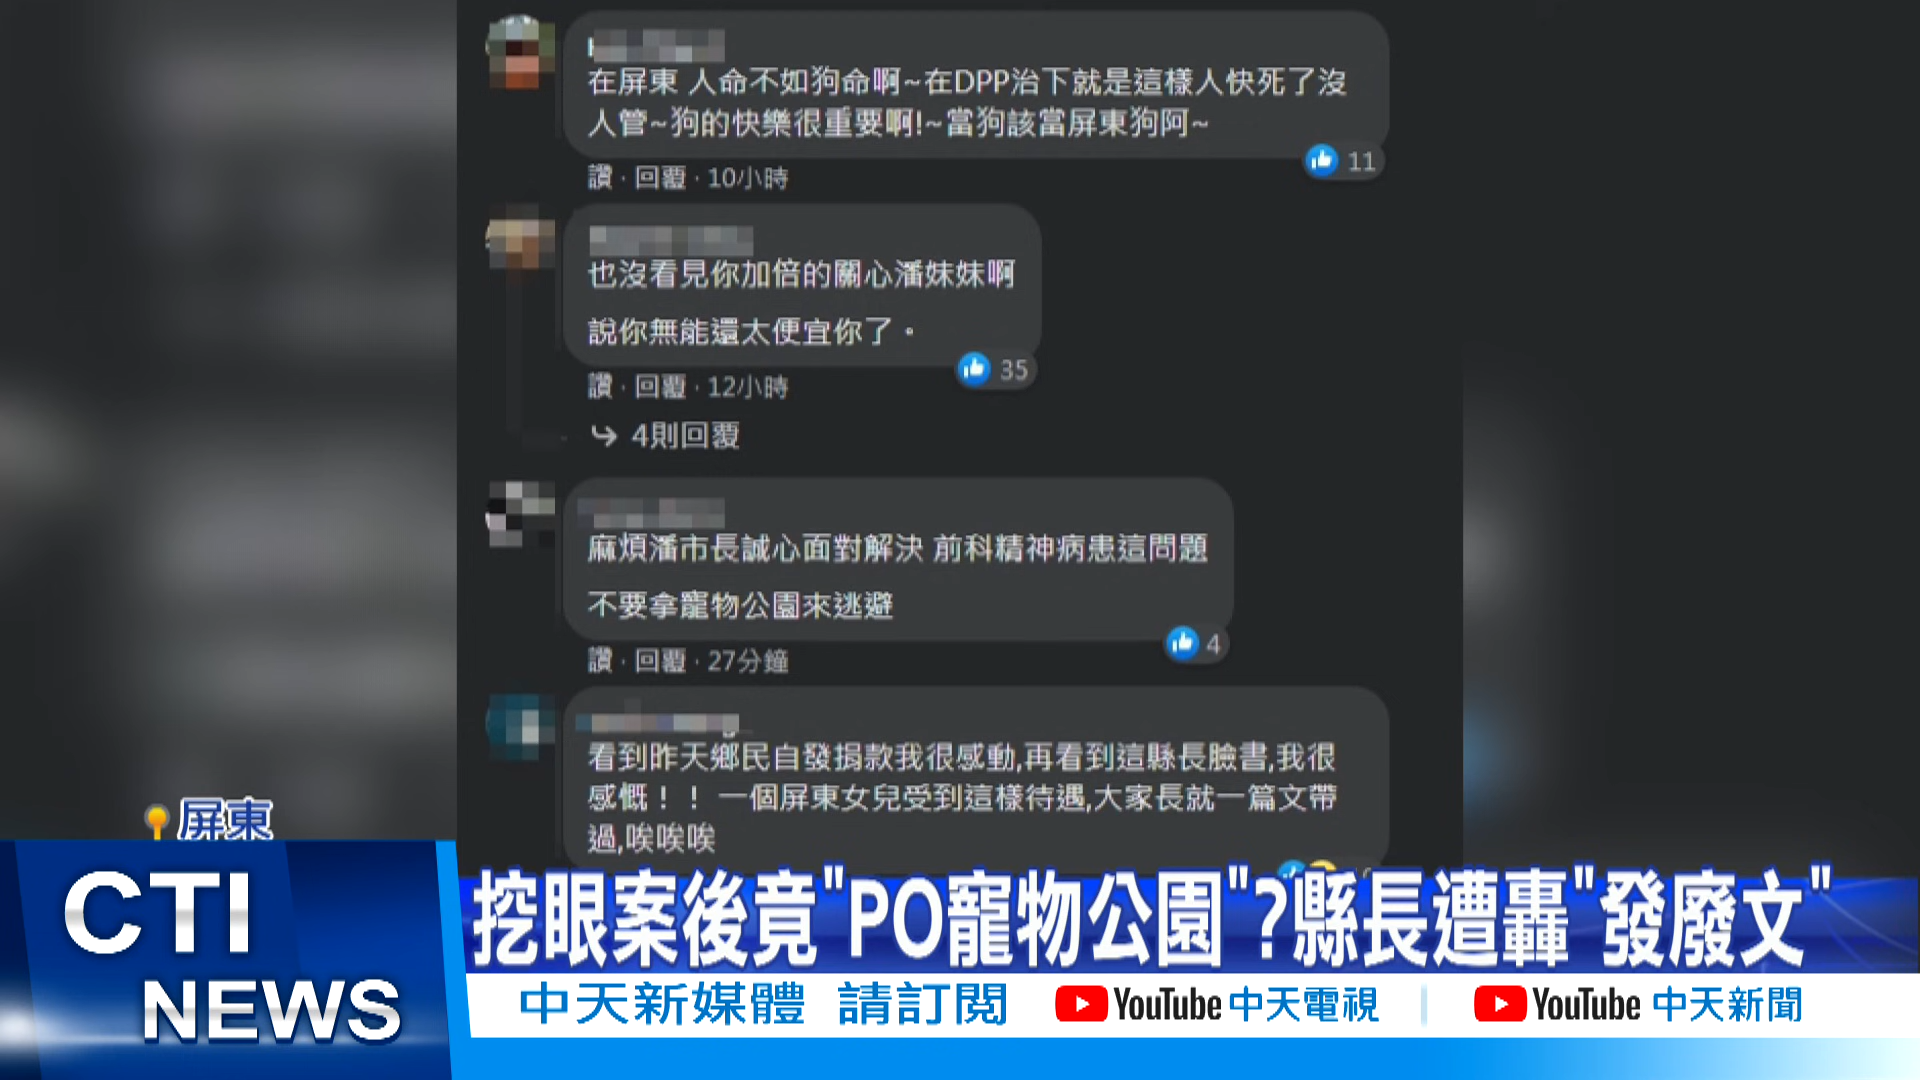 在屏東 人命不如狗命啊~在DPP治下就是這樣人快死了沒
人管~狗的快樂很重要啊!~當狗該當屏東狗阿~
11
讚·回覆·10小時
也沒看見你加倍的關心潘妹妹啊
說你無能還太便宜你了。
35
讚·回覆·12小時
4則回覆
麻煩潘市長誠心面對解決 前科精神病患這問題
不要拿寵物公園來逃避
4
讚·回覆·27分鐘
看到昨天鄉民自發捐款我很感動,再看到這縣長臉書,我很
感慨！！ 一個屏東女兒受到這樣待遇,大家長就一篇文帶
過,唉唉唉
屏東
CTI
NEWS
挖眼案後竟"PO寵物公園"?縣長遭轟"發廢文"
中天新媒體 請訂閱 YouTube 中天電視 | YouTube 中天新聞